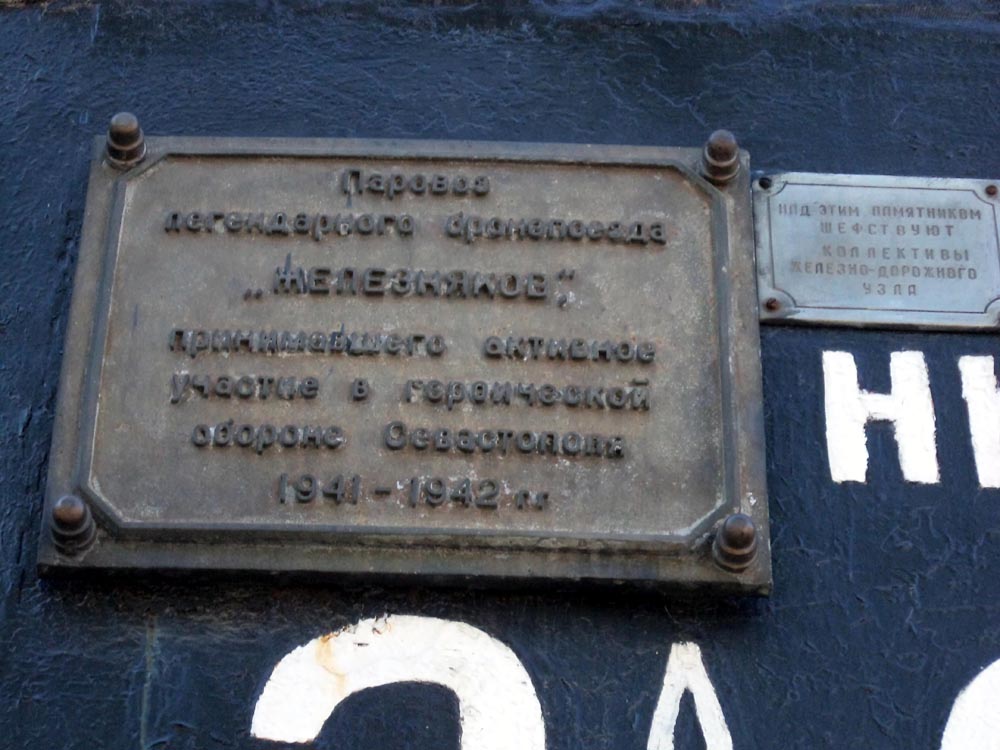 Паровоз
легендарного бронепоезда
„ЖЕЛЕЗНЯКОВ“
принимавшего активное
участие в героической
обороне Севастополя
1941-1942 гг.
НАД ЭТИМ ПАМЯТНИКОМ
ШЕФСТВУЮТ
КОЛЛЕКТИВЫ
ЖЕЛЕЗНО-ДОРОЖНОГО
УЗЛА